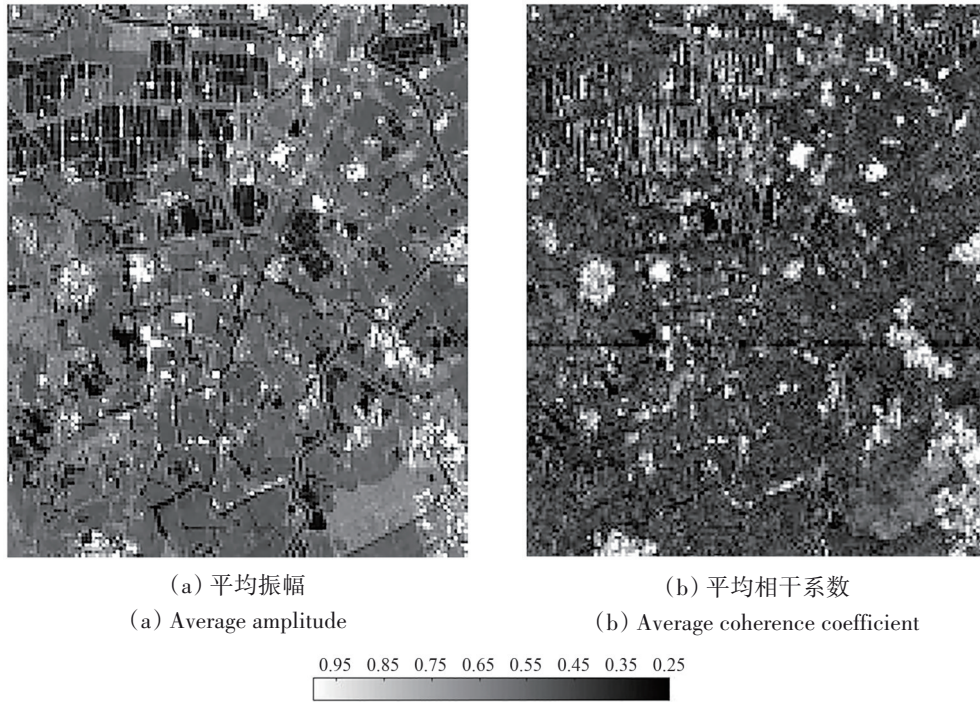 (a) 平均振幅
(a) Average amplitude
(b) 平均相干系数
(b) Average coherence coefficient
0.95 0.85 0.75 0.65 0.55 0.45 0.35 0.25